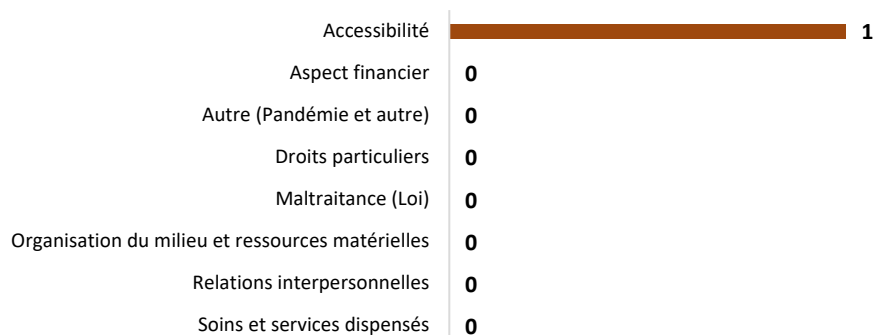 Accessibilité 1
Aspect financier 0
Autre (Pandémie et autre) 0
Droits particuliers 0
Maltraitance (Loi) 0
Organisation du milieu et ressources matérielles 0
Relations interpersonnelles 0
Soins et services dispensés 0